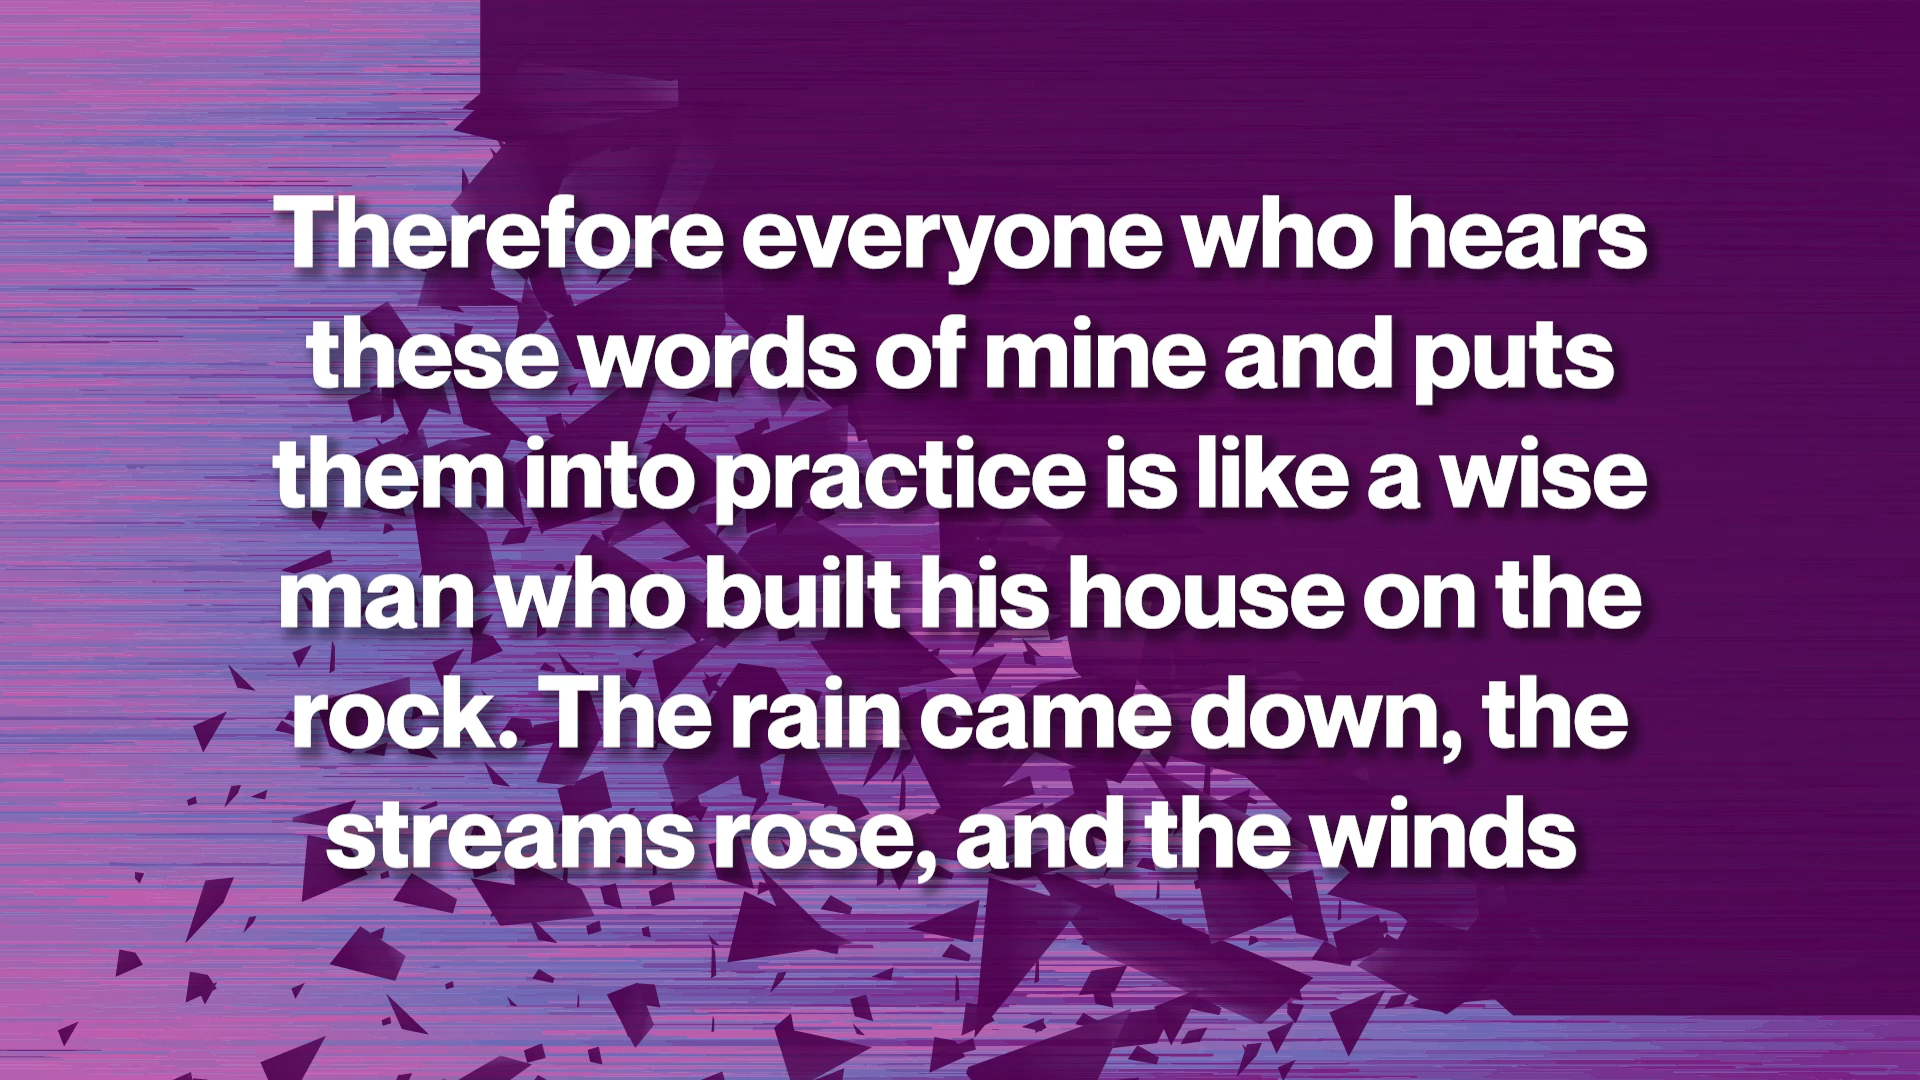 Therefore everyone who hears
these words of mine and puts
them into practice is like a wise
man who built his house on the
rock. The rain came down, the
streams rose, and the winds